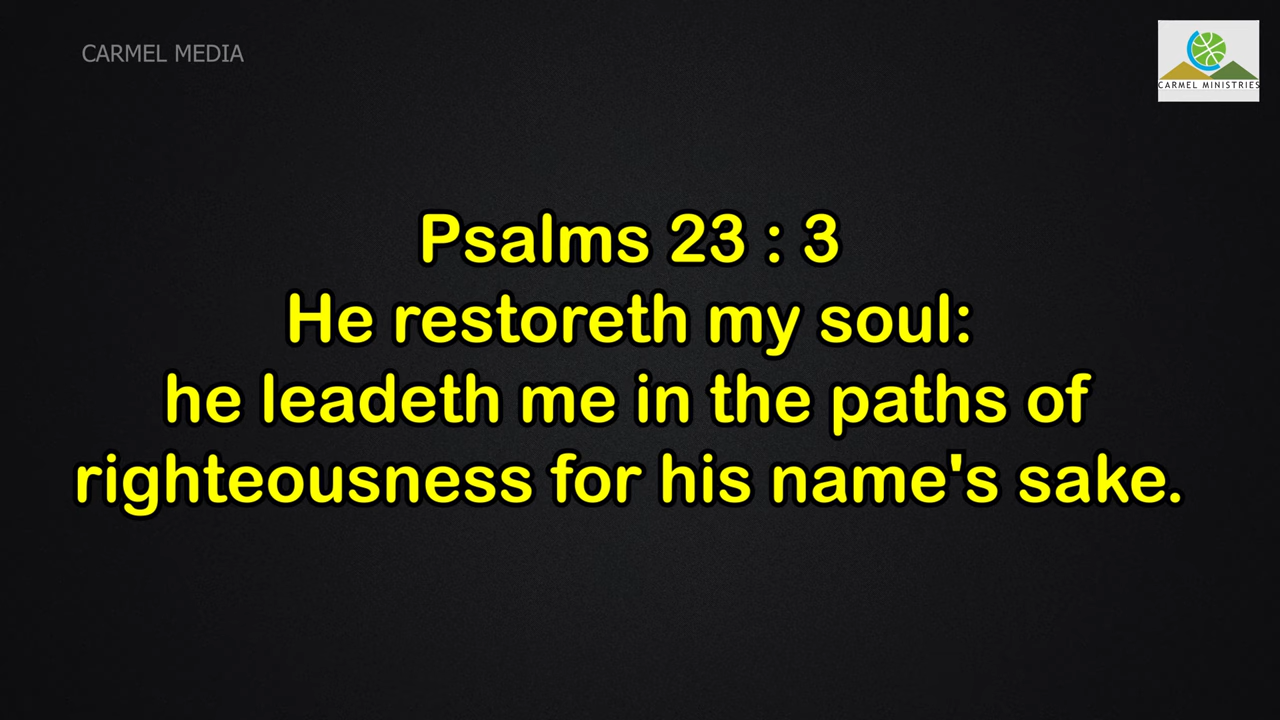 CARMEL MEDIA
CARMEL MINISTRIES
Psalms 23 : 3
He restoreth my soul:
he leadeth me in the paths of
righteousness for his name's sake.